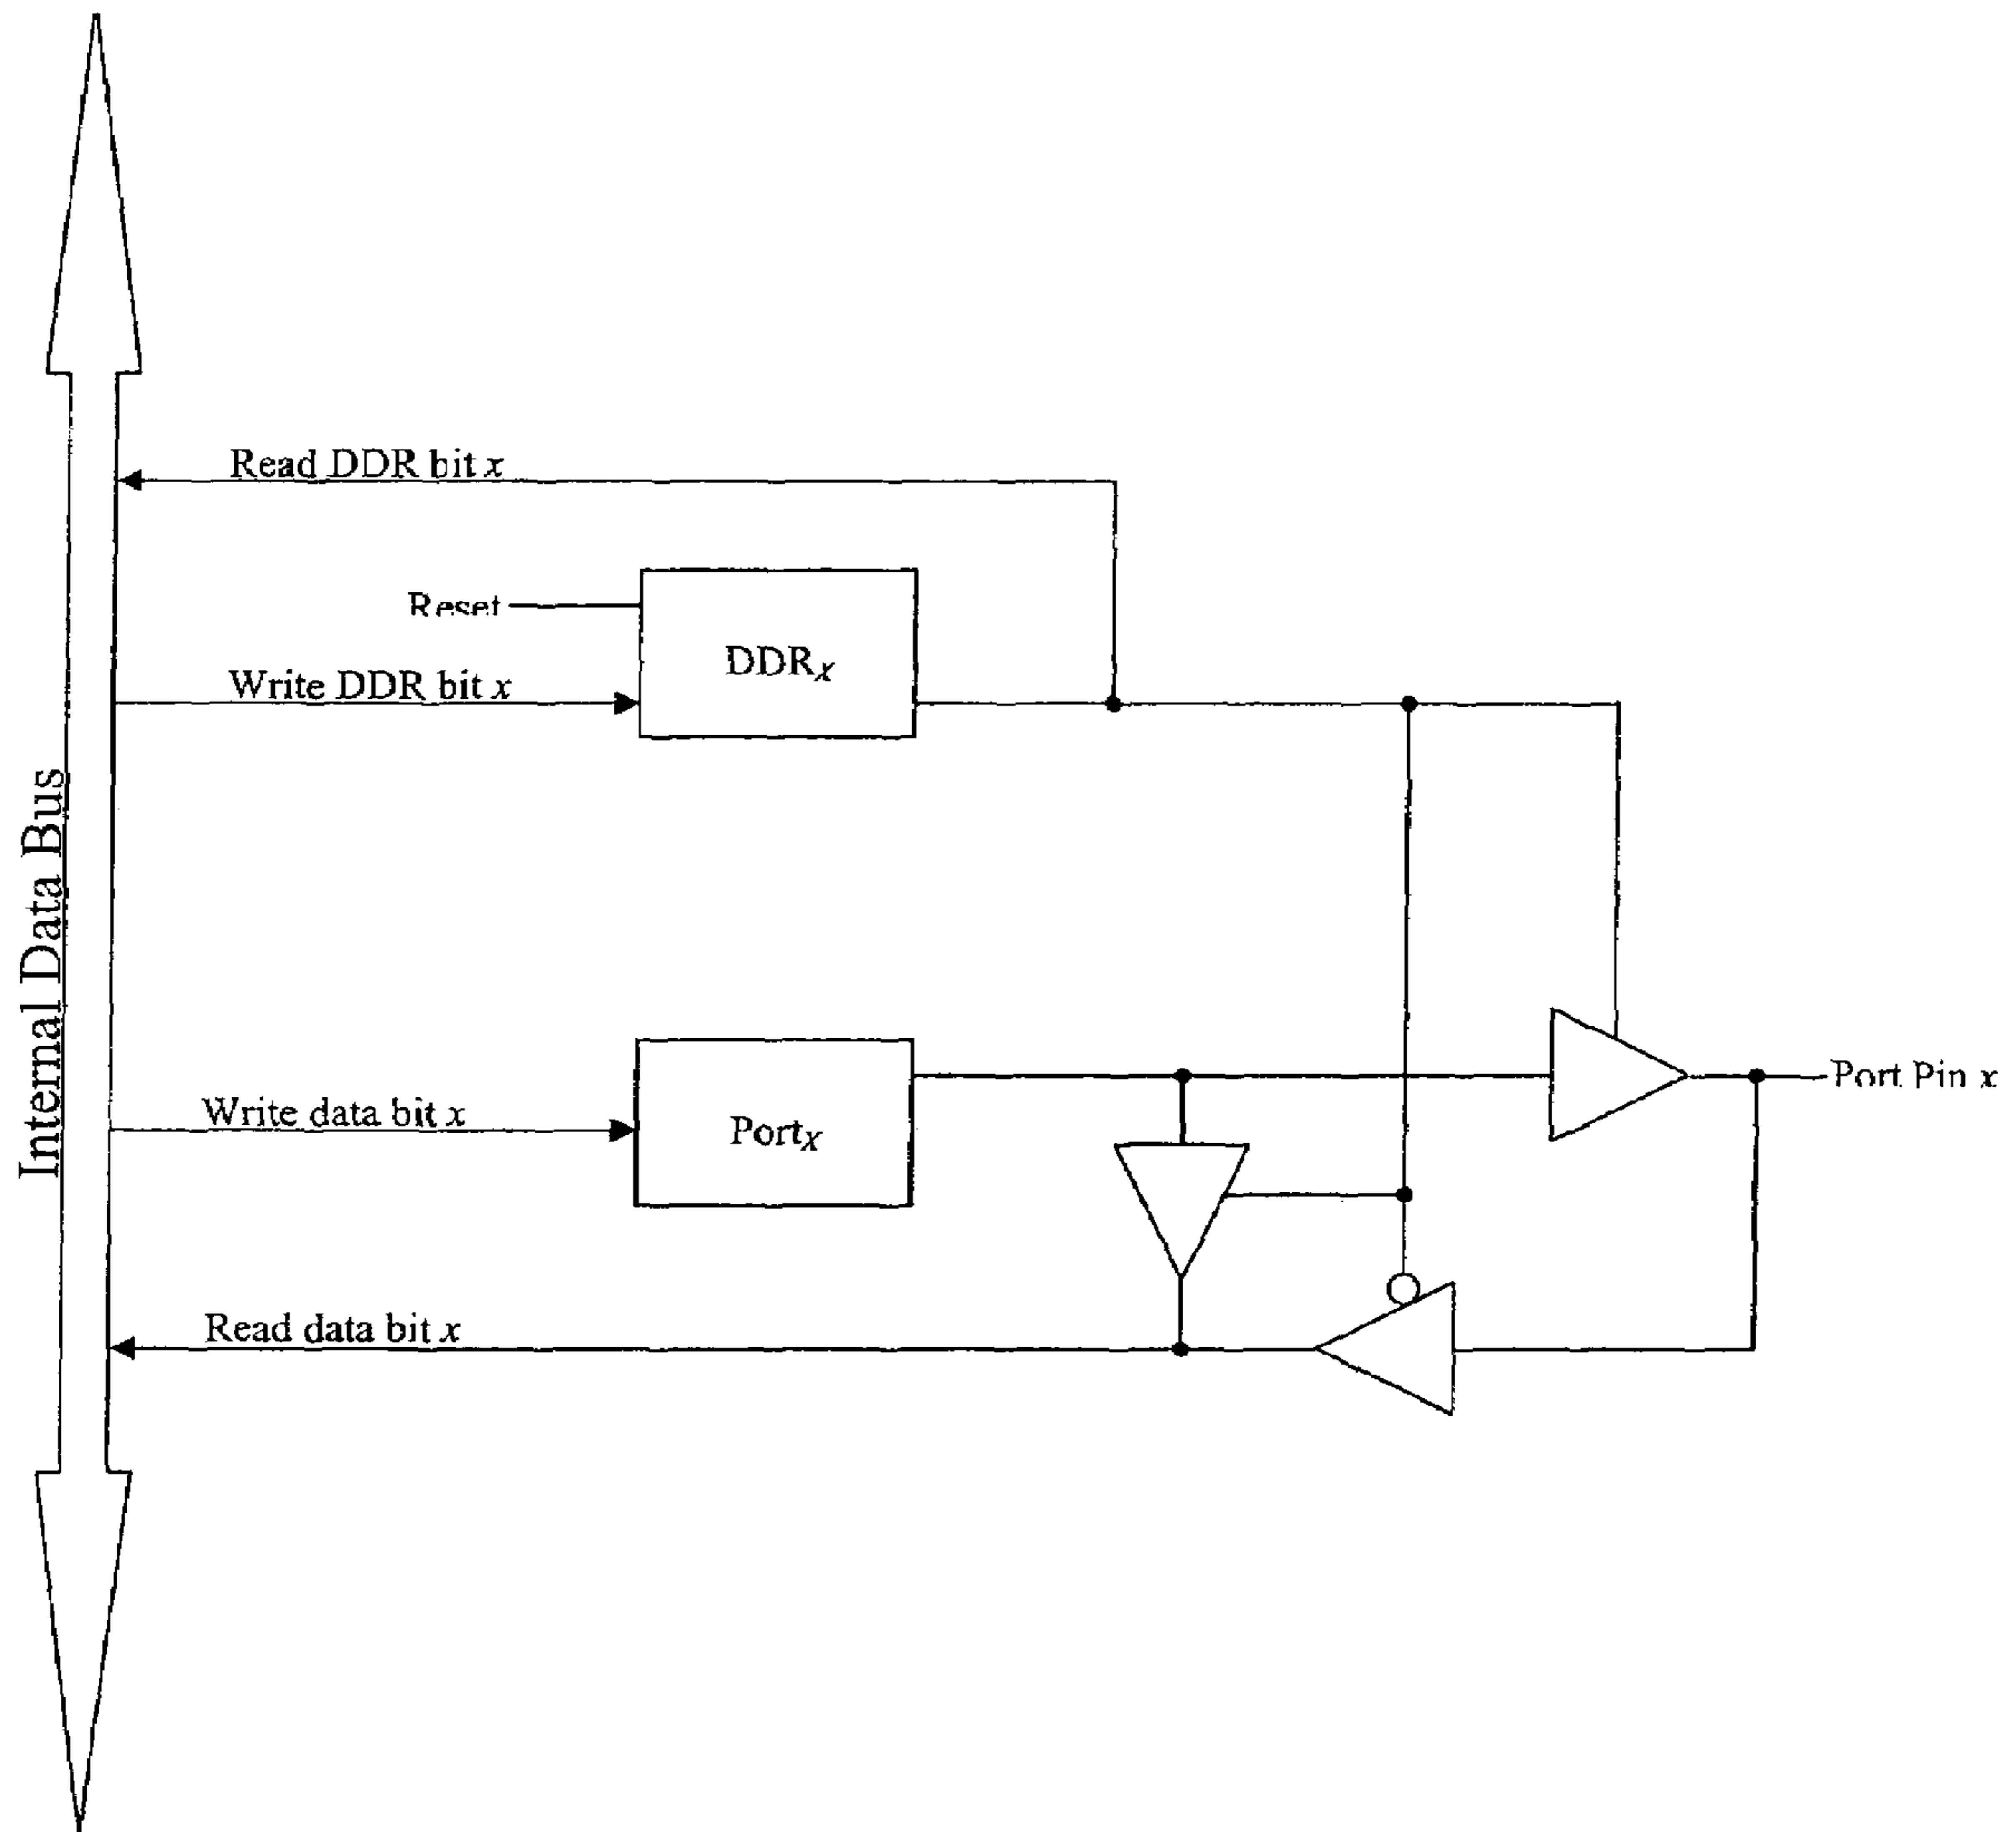 Read DDR bit x
Reset
DDRX
Write DDR bit x
Internal Data Bus
Port Pin x
Write data bit x
PortX
Read data bit x